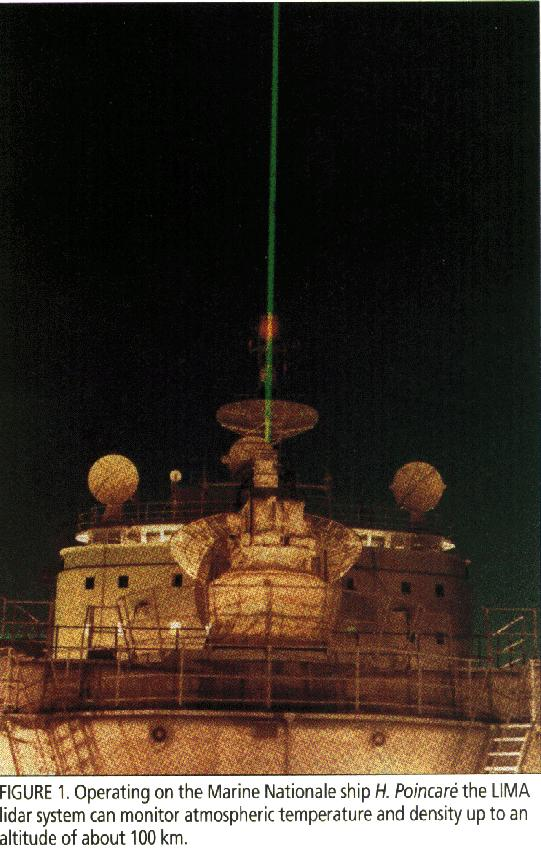 FIGURE 1. Operating on the Marine Nationale ship H. Poincaré the LIMA
lidar system can monitor atmospheric temperature and density up to an
altitude of about 100 km.